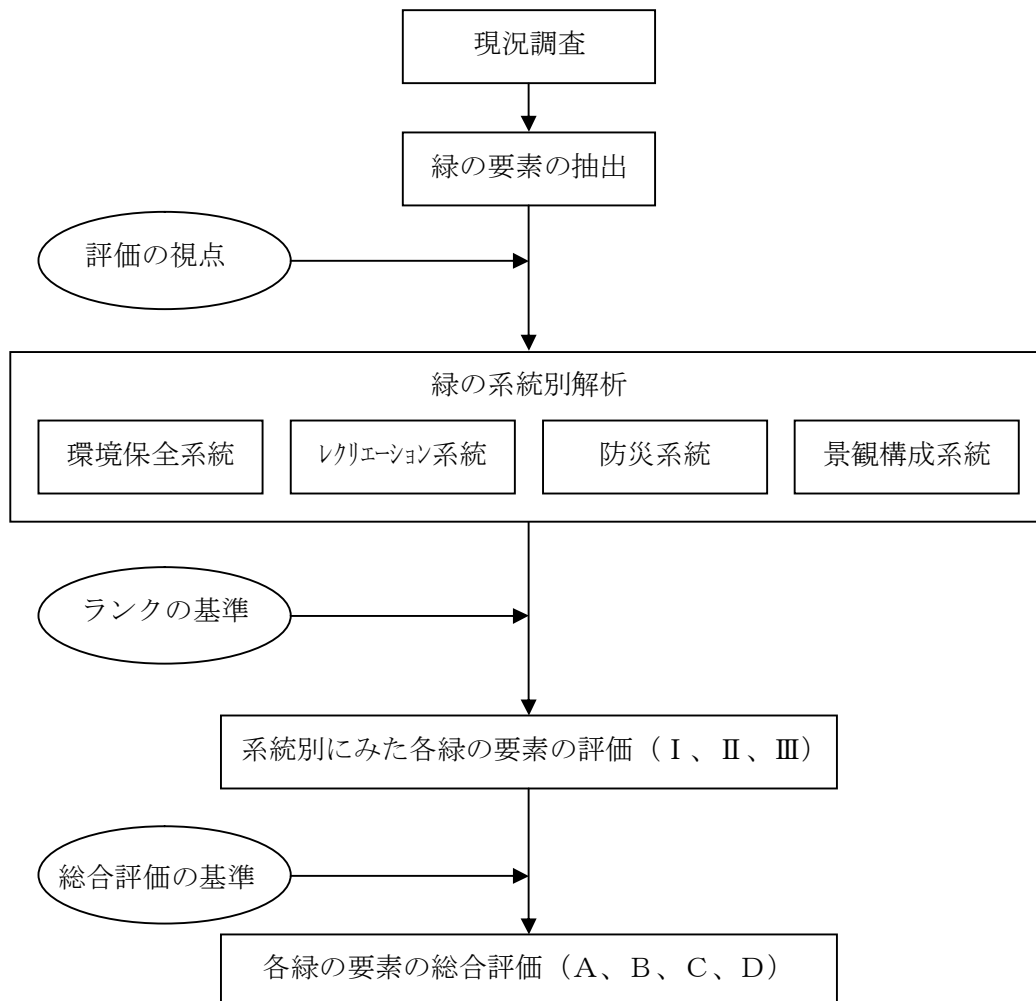 現況調査
緑の要素の抽出
評価の視点
緑の系統別解析
環境保全系統
ﾚｸﾘｴｰｼｮﾝ系統
防災系統
景観構成系統
ランクの基準
系統別にみた各緑の要素の評価（Ⅰ、Ⅱ、Ⅲ）
総合評価の基準
各緑の要素の総合評価（Ａ、Ｂ、Ｃ、Ｄ）